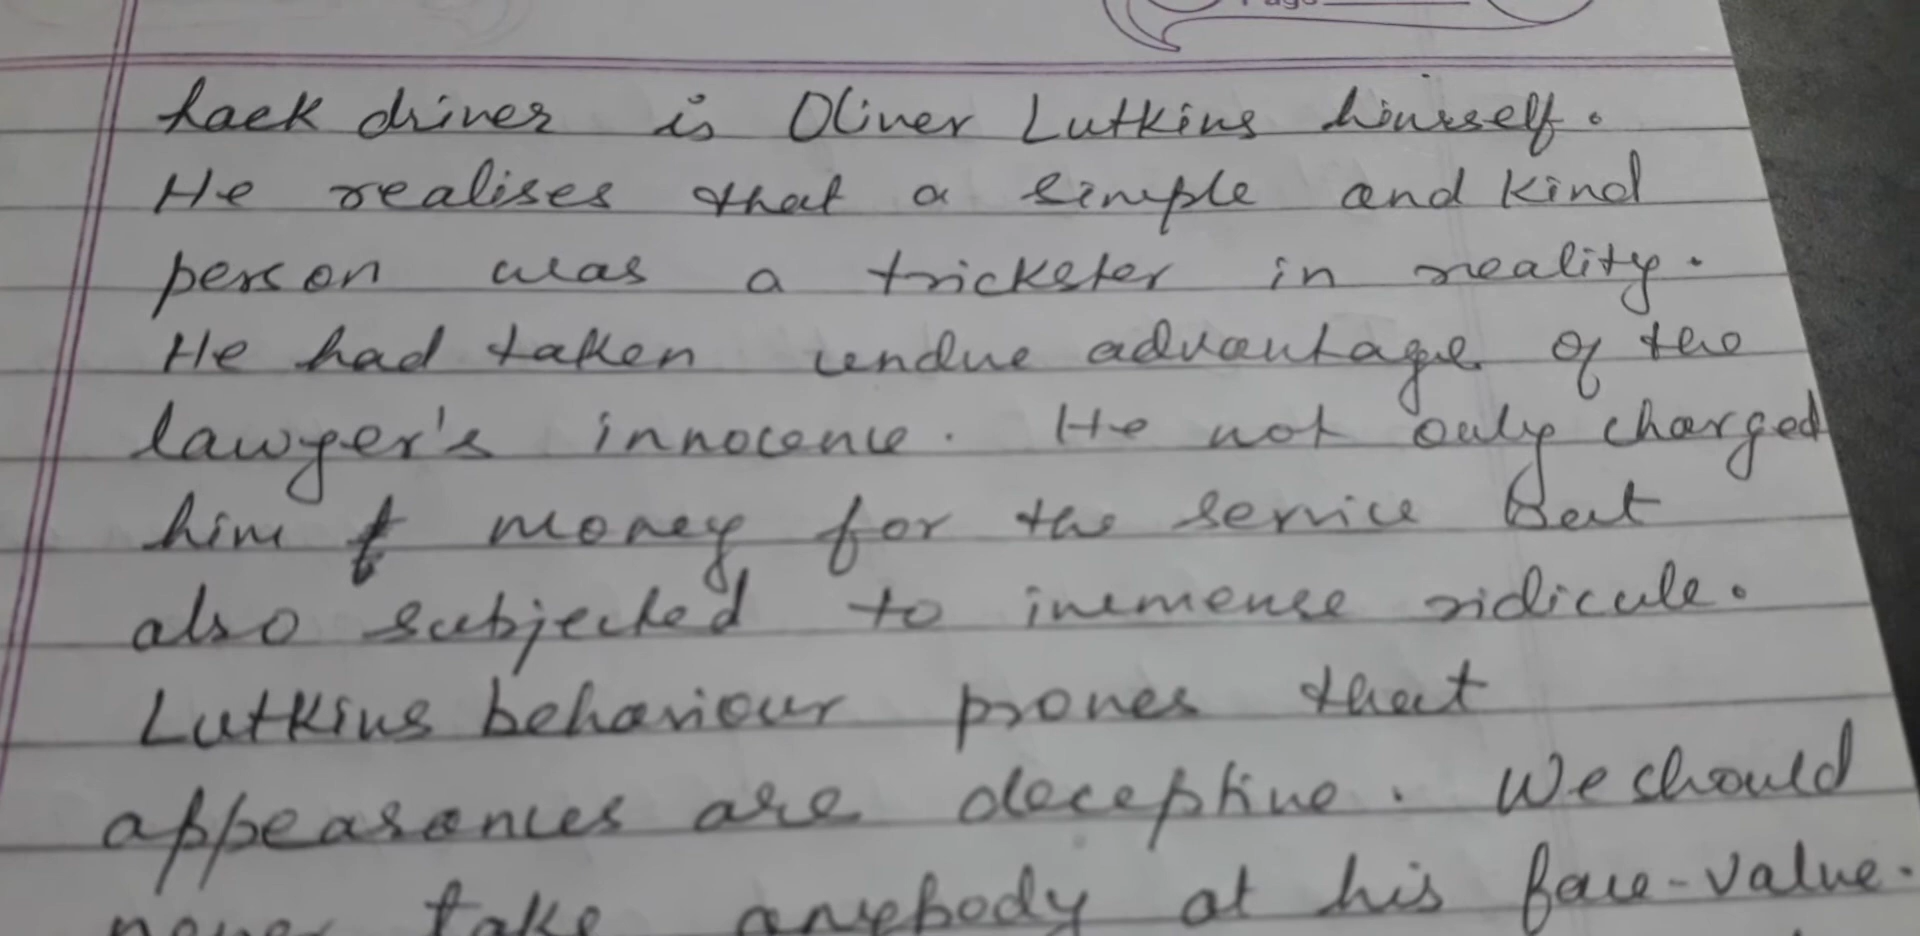 Page
hack driver is Oliver Lutkins himself.
He realises that a simple and kind
person was a trickster in reality.
He had taken undue advantage of the
lawyer's innocence. He not only charged
him money for the service But
also subjected to immense ridicule.
Lutkins behaviour proves that
appearances are deceptive. We should
never take anybody at his face-value.